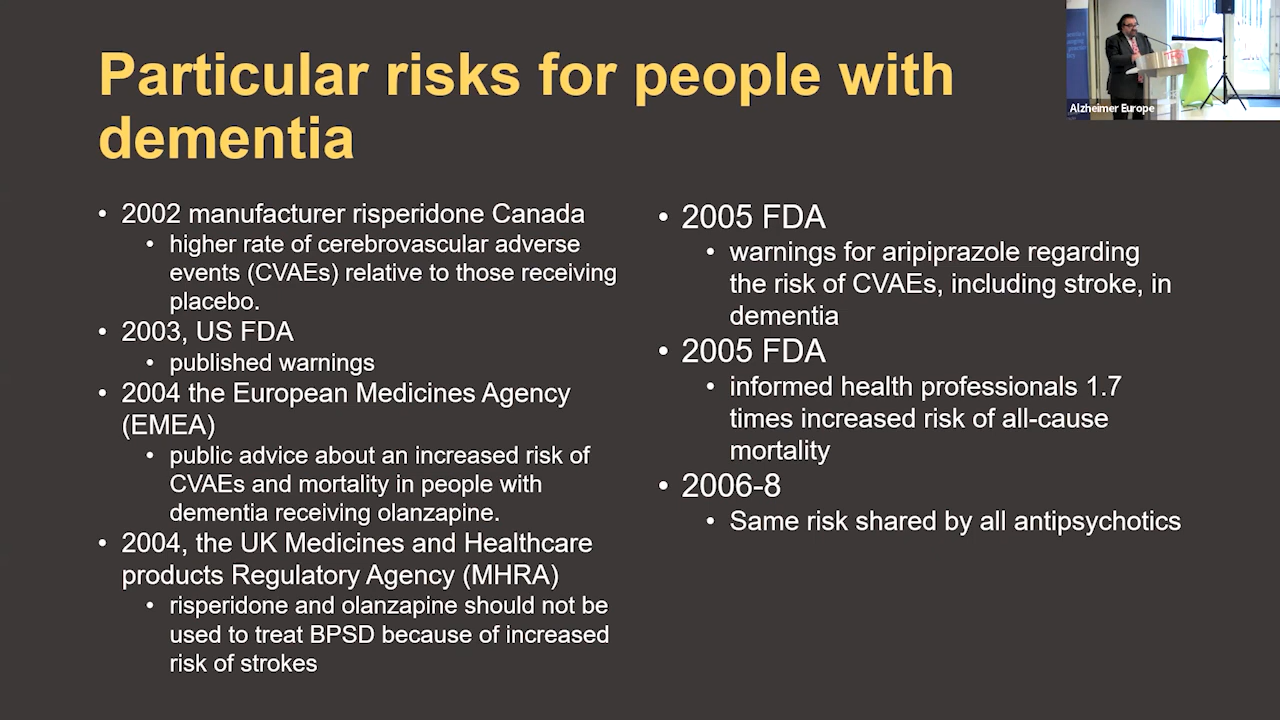 Particular risks for people with
dementia
• 2002 manufacturer risperidone Canada
• higher rate of cerebrovascular adverse
events (CVAEs) relative to those receiving
placebo.
• 2003, US FDA
• published warnings
• 2004 the European Medicines Agency
(EMEA)
• public advice about an increased risk of
CVAEs and mortality in people with
dementia receiving olanzapine.
• 2004, the UK Medicines and Healthcare
products Regulatory Agency (MHRA)
• risperidone and olanzapine should not be
used to treat BPSD because of increased
risk of strokes
• 2005 FDA
• warnings for aripiprazole regarding
the risk of CVAEs, including stroke, in
dementia
• 2005 FDA
• informed health professionals 1.7
times increased risk of all-cause
mortality
• 2006-8
• Same risk shared by all antipsychotics
Alzheimer Europe